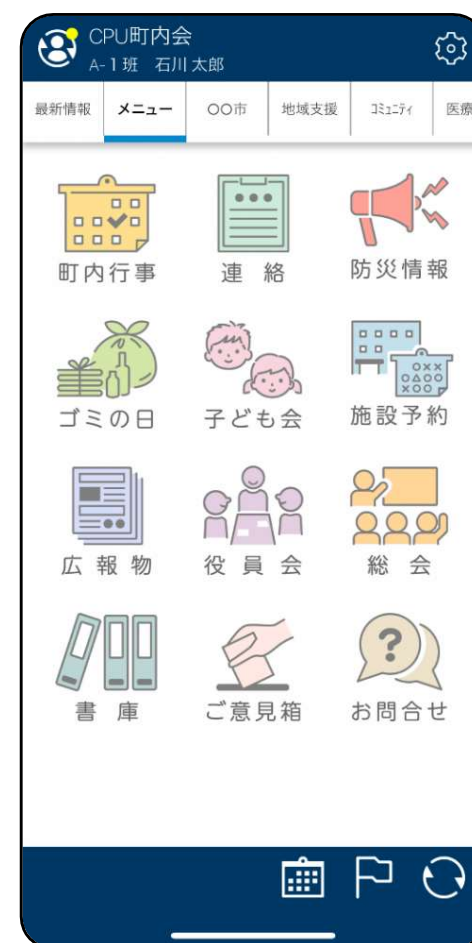 CPU町内会
A-1班 石川 太郎
最新情報 メニュー 〇〇市 地域支援 ｺﾐｭﾆﾃｨ 医療
町内行事 連絡 防災情報
ゴミの日 子ども会 施設予約
広報物 役員会 総会
書庫 ご意見箱 お問合せ